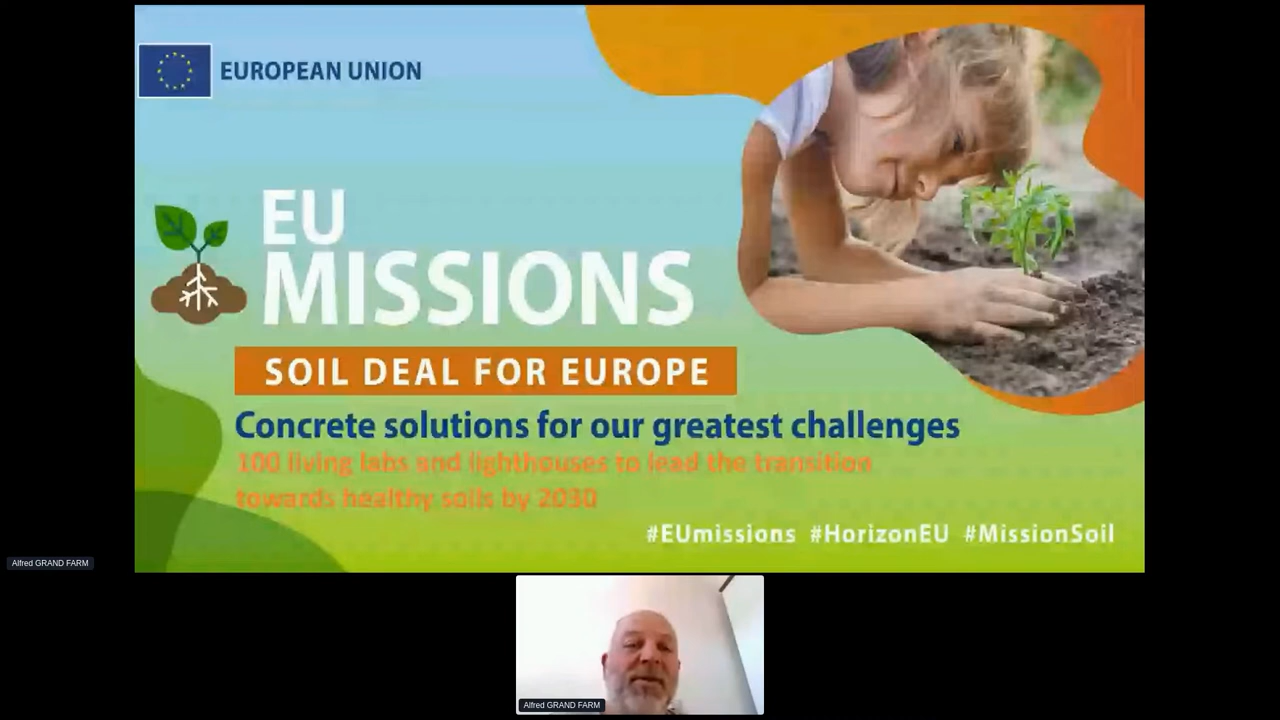 EUROPEAN UNION
EU
MISSIONS
SOIL DEAL FOR EUROPE
Concrete solutions for our greatest challenges
100 living labs and lighthouses to lead the transition
towards healthy soils by 2030
#EUmissions #HorizonEU #MissionSoil
Alfred GRAND FARM
Alfred GRAND FARM